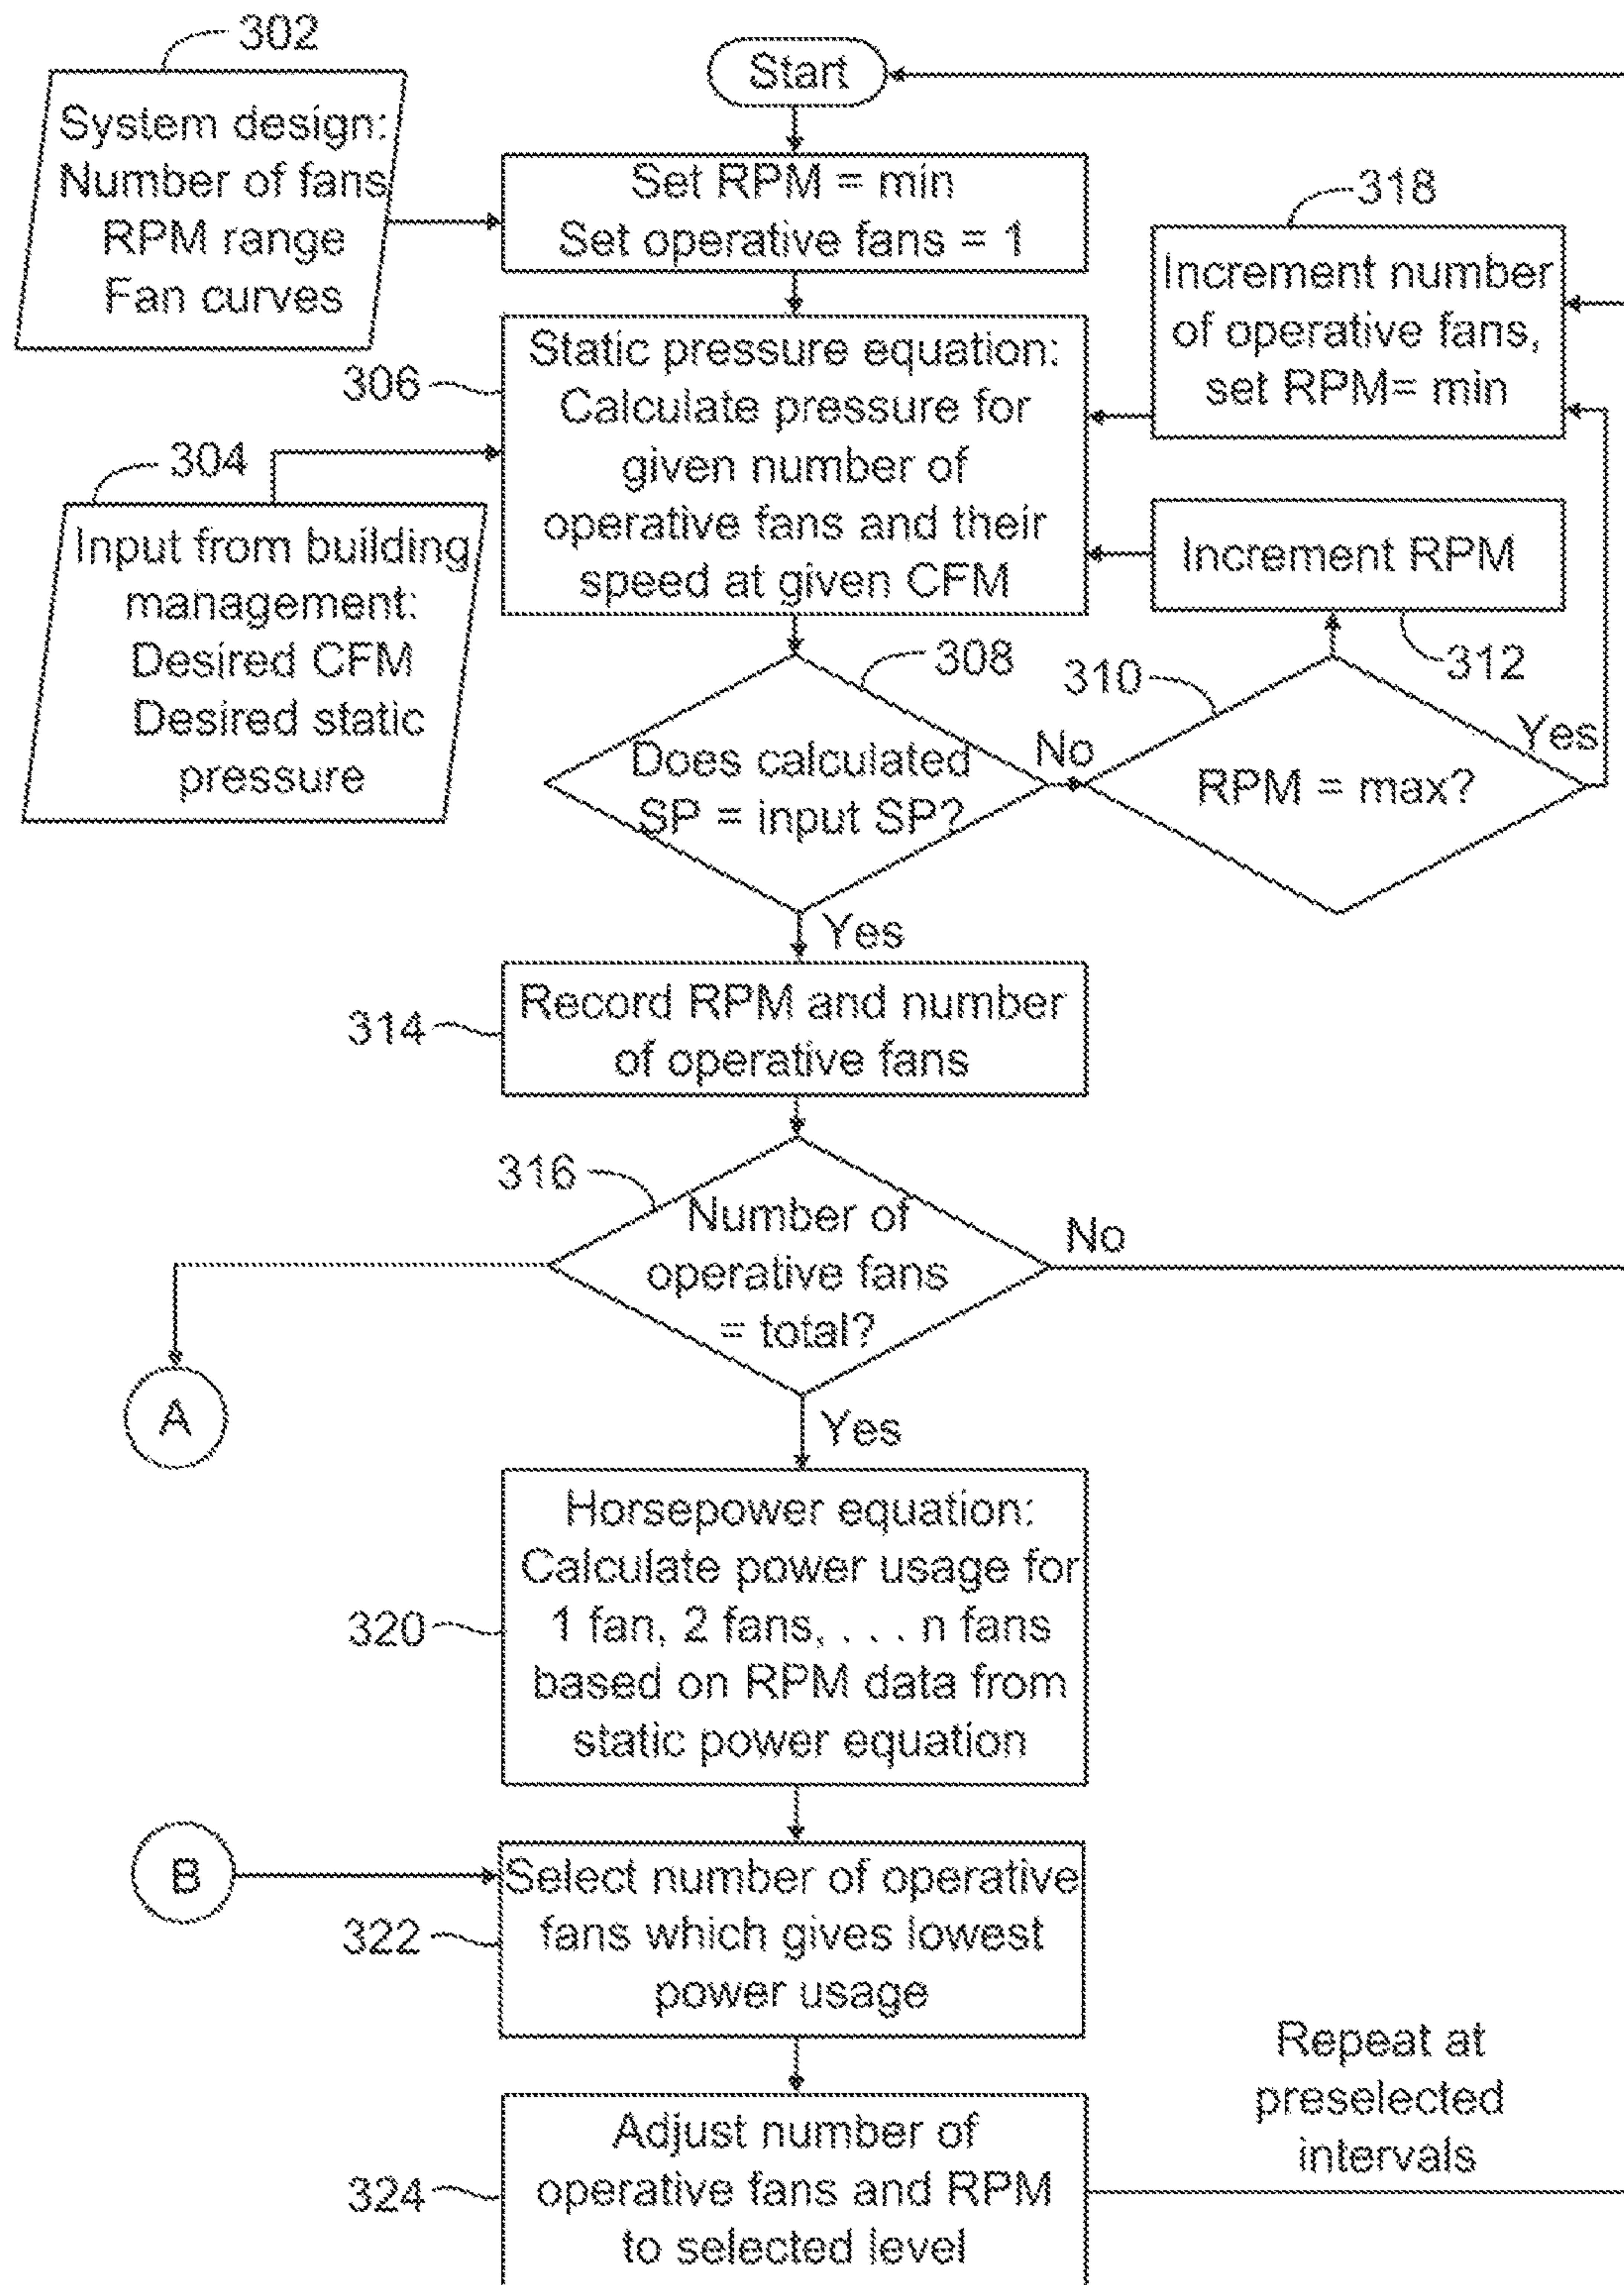 302
Start
System design:
Number of fans
RPM range
Fan curves
Set RPM = min
Set operative fans = 1
318
Increment number
of operative fans,
set RPM= min
306
Static pressure equation:
Calculate pressure for
given number of
operative fans and their
speed at given CFM
304
Input from building
management:
Desired CFM
Desired static
pressure
Increment RPM
312
308
Does calculated
SP = input SP?
No
310
RPM = max?
Yes
Yes
314
Record RPM and number
of operative fans
316
Number of
operative fans
= total?
No
A
Yes
320
Horsepower equation:
Calculate power usage for
1 fan, 2 fans, . . . n fans
based on RPM data from
static power equation
B
322
Select number of operative
fans which gives lowest
power usage
324
Adjust number of
operative fans and RPM
to selected level
Repeat at
preselected
intervals